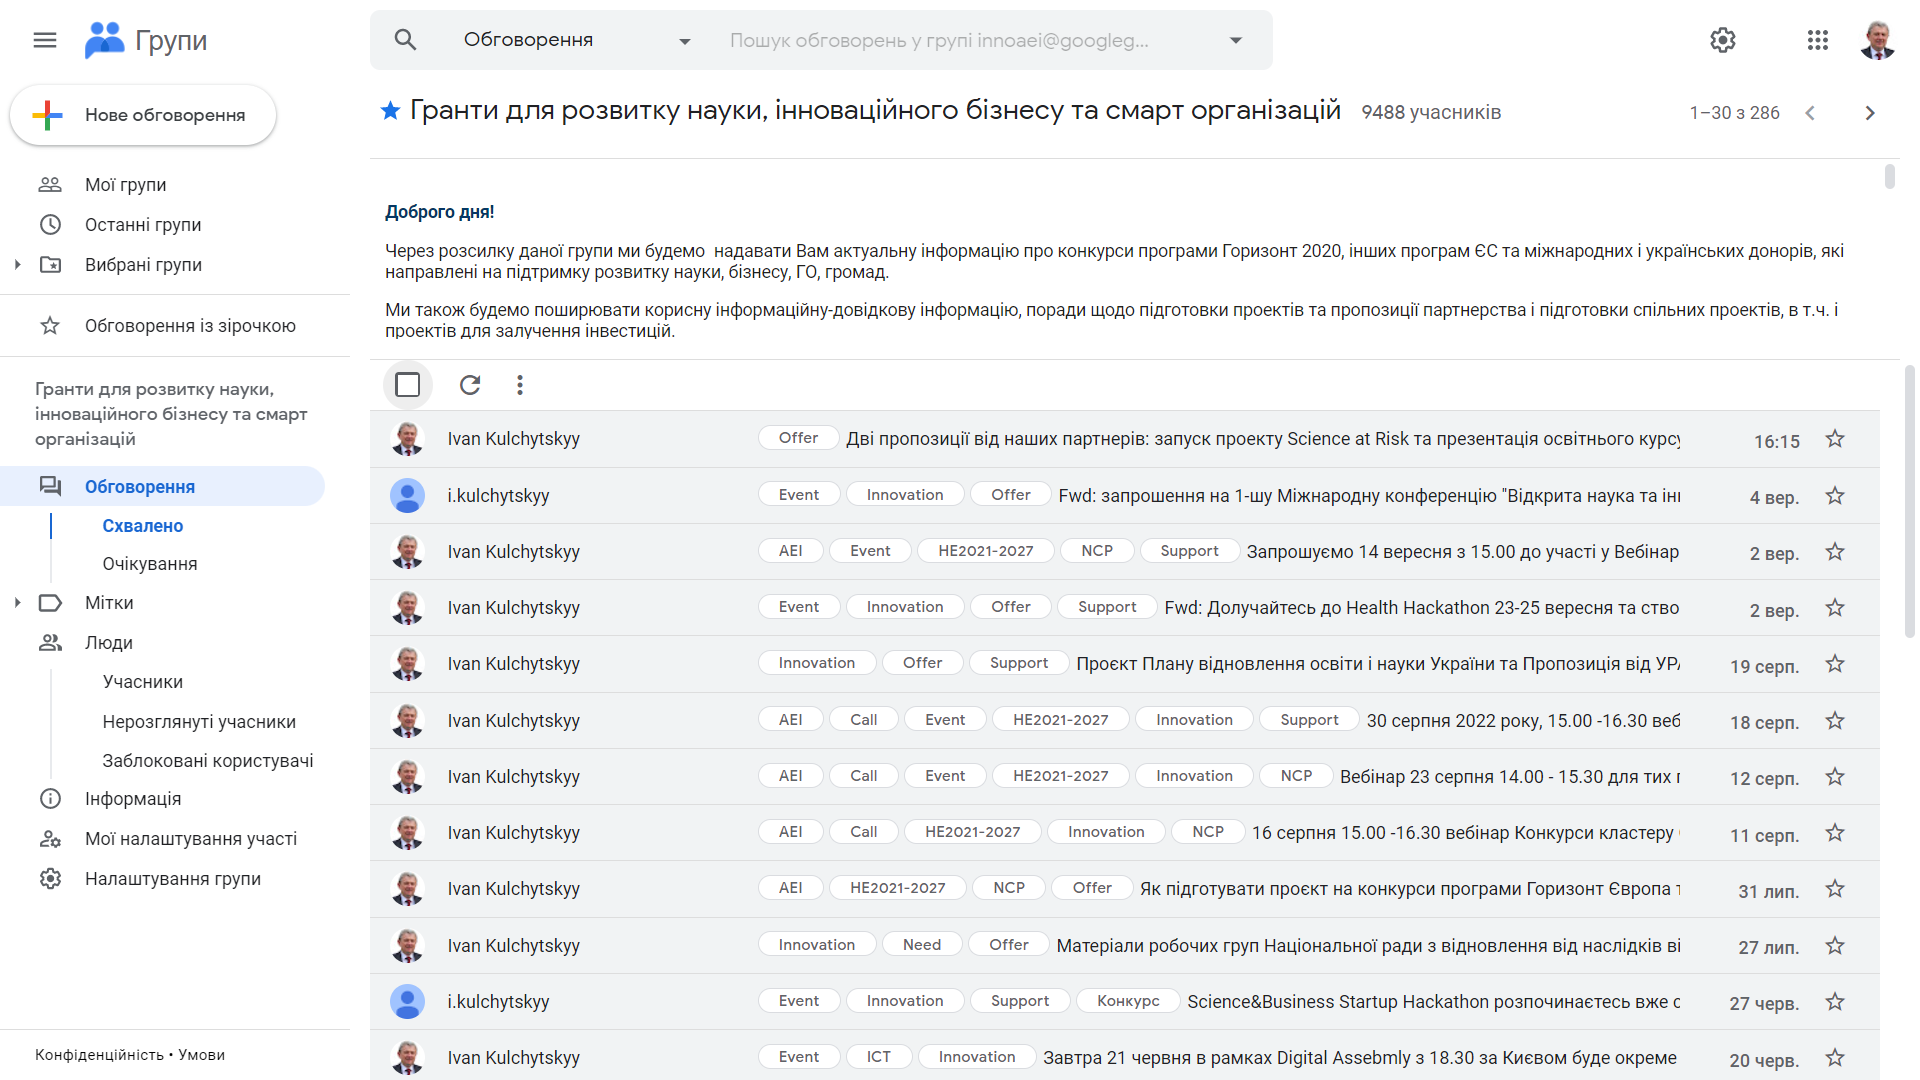 Групи
Обговорення
Пошук обговорень у групі innoaei@googleg...
Нове обговорення
Мої групи
Останні групи
Вибрані групи
Обговорення із зірочкою
Гранти для розвитку науки,
інноваційного бізнесу та смарт
організацій
Обговорення
Схвалено
Очікування
Мітки
Люди
Учасники
Нерозглянуті учасники
Заблоковані користувачі
Інформація
Мої налаштування участі
Налаштування групи
Конфіденційність • Умови
Гранти для розвитку науки, інноваційного бізнесу та смарт організацій 9488 учасників 1–30 з 286
Доброго дня!
Через розсилку даної групи ми будемо надавати Вам актуальну інформацію про конкурси програми Горизонт 2020, інших програм ЄС та міжнародних і українських донорів, які
направлені на підтримку розвитку науки, бізнесу, ГО, громад.
Ми також будемо поширювати корисну інформаційну-довідкову інформацію, поради щодо підготовки проектів та пропозиції партнерства і підготовки спільних проектів, в т.ч. і
проектів для залучення інвестицій.
Ivan Kulchytskyy Offer Дві пропозиції від наших партнерів: запуск проекту Science at Risk та презентація освітнього курсу 16:15
i.kulchytskyy Event Innovation Offer Fwd: запрошення на 1-шу Міжнародну конференцію "Відкрита наука та ін 4 вер.
Ivan Kulchytskyy AEI Event HE2021-2027 NCP Support Запрошуємо 14 вересня з 15.00 до участі у Вебінар 2 вер.
Ivan Kulchytskyy Event Innovation Offer Support Fwd: Долучайтесь до Health Hackathon 23-25 вересня та ство 2 вер.
Ivan Kulchytskyy Innovation Offer Support Проєкт Плану відновлення освіти і науки України та Пропозиція від УР 19 серп.
Ivan Kulchytskyy AEI Call Event HE2021-2027 Innovation Support 30 серпня 2022 року, 15.00 -16.30 веб 18 серп.
Ivan Kulchytskyy AEI Call Event HE2021-2027 Innovation NCP Вебінар 23 серпня 14.00 - 15.30 для тих 12 серп.
Ivan Kulchytskyy AEI Call HE2021-2027 Innovation NCP 16 серпня 15.00 -16.30 вебінар Конкурси кластеру 11 серп.
Ivan Kulchytskyy AEI HE2021-2027 NCP Offer Як підготувати проєкт на конкурси програми Горизонт Європа 31 лип.
Ivan Kulchytskyy Innovation Need Offer Матеріали робочих груп Національної ради з відновлення від наслідків ві 27 лип.
i.kulchytskyy Event Innovation Support Конкурс Science&Business Startup Hackathon розпочинаєтесь вже с 27 черв.
Ivan Kulchytskyy Event ICT Innovation Завтра 21 червня в рамках Digital Assebmly з 18.30 за Києвом буде окреме 20 черв.